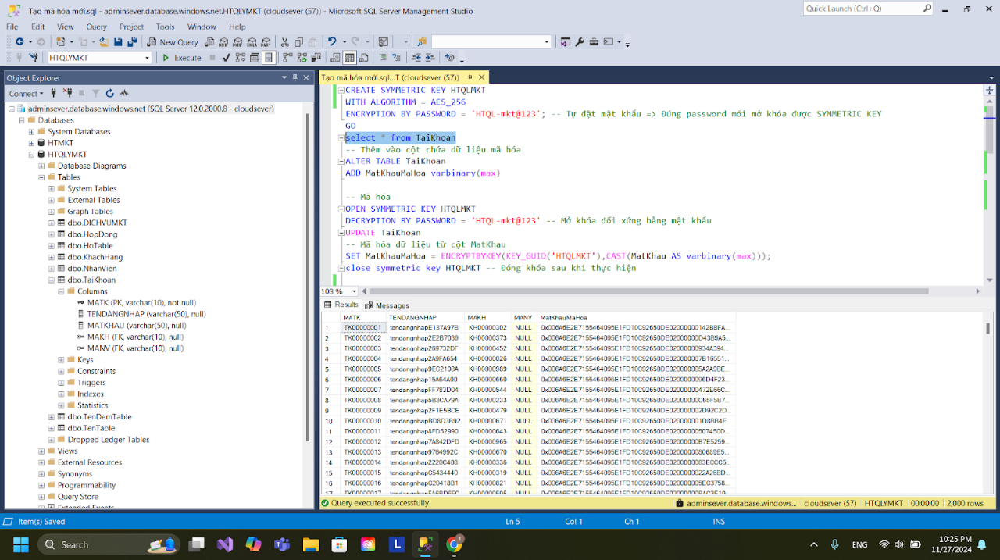 Tạo mã hóa mới.sql - adminsever.database.windows.net.HTQLYMKT (cloudsever (57)) - Microsoft SQL Server Management Studio
Quick Launch (Ctrl+Q)
File Edit View Query Project Tools Window Help
New Query
HTQLYMKT Execute
Object Explorer
Connect
adminsever.database.windows.net (SQL Server 12.0.2000.8 - cloudsever)
Databases
System Databases
HTMKT
HTQLYMKT
Database Diagrams
Tables
System Tables
External Tables
Graph Tables
dbo.DICHVUMKT
dbo.HopDong
dbo.HoTable
dbo.KhachHang
dbo.NhanVien
dbo.TaiKhoan
Columns
MATK (PK, varchar(10), not null)
TENDANGNHAP (varchar(50), null)
MATKHAU (varchar(50), null)
MAKH (FK, varchar(10), null)
MANV (FK, varchar(10), null)
Keys
Constraints
Triggers
Indexes
Statistics
dbo.TenDemTable
dbo.TenTable
Dropped Ledger Tables
Views
External Resources
Synonyms
Programmability
Query Store
Extended Events
Tạo mã hóa mới.sql...T (cloudsever (57))
CREATE SYMMETRIC KEY HTQLMKT
WITH ALGORITHM = AES_256
ENCRYPTION BY PASSWORD = 'HTQL-mkt@123'; -- Tự đặt mật khẩu => Đúng password mới mở khóa được SYMMETRIC KEY
GO
select * from TaiKhoan
-- Thêm vào cột chứa dữ liệu mã hóa
ALTER TABLE TaiKhoan
ADD MatKhauMaHoa varbinary(max)
-- Mã hóa
OPEN SYMMETRIC KEY HTQLMKT
DECRYPTION BY PASSWORD = 'HTQL-mkt@123' -- Mở khóa đối xứng bằng mật khẩu
UPDATE TaiKhoan
-- Mã hóa dữ liệu từ cột MatKhau
SET MatKhauMaHoa = ENCRYPTBYKEY(KEY_GUID('HTQLMKT'),CAST(MatKhau AS varbinary(max)));
close symmetric key HTQLMKT -- Đóng khóa sau khi thực hiện
108 %
Results Messages
MATK TENDANGNHAP MAKH MANV MatKhauMaHoa
1 TK00000001 tendangnhapE137A97B KH00000302 NULL 0x006A6E2E7155464095E1FD10C92650DE02000000142BBFA...
2 TK00000002 tendangnhap2E2B7039 KH00000373 NULL 0x006A6E2E7155464095E1FD10C92650DE02000000D43B9A5...
3 TK00000003 tendangnhap269732DF KH00000452 NULL 0x006A6E2E7155464095E1FD10C92650DE02000000934A394...
4 TK00000004 tendangnhap2A9FA654 KH00000026 NULL 0x006A6E2E7155464095E1FD10C92650DE020000007B16551...
5 TK00000005 tendangnhap9EC2198A KH00000989 NULL 0x006A6E2E7155464095E1FD10C92650DE020000005A2A9BE...
6 TK00000006 tendangnhap15A64A00 KH00000660 NULL 0x006A6E2E7155464095E1FD10C92650DE0200000096D4F23...
7 TK00000007 tendangnhapFF783D04 KH00000544 NULL 0x006A6E2E7155464095E1FD10C92650DE02000000472E66C...
8 TK00000008 tendangnhap5B3CA79A KH00000233 NULL 0x006A6E2E7155464095E1FD10C92650DE02000000C65F5B7...
9 TK00000009 tendangnhap2F1E5BCE KH00000479 NULL 0x006A6E2E7155464095E1FD10C92650DE020000002D92C2D...
10 TK00000010 tendangnhapBD8D3B92 KH00000671 NULL 0x006A6E2E7155464095E1FD10C92650DE020000001D8BB4E...
11 TK00000011 tendangnhap8FD52990 KH00000643 NULL 0x006A6E2E7155464095E1FD10C92650DE02000000507450D...
12 TK00000012 tendangnhap7A842DFD KH00000965 NULL 0x006A6E2E7155464095E1FD10C92650DE02000000B7E5259...
13 TK00000013 tendangnhap9764992C KH00000670 NULL 0x006A6E2E7155464095E1FD10C92650DE0200000080689E5...
14 TK00000014 tendangnhap2220C408 KH00000336 NULL 0x006A6E2E7155464095E1FD10C92650DE0200000083ECCC5...
15 TK00000015 tendangnhapC5434440 KH00000319 NULL 0x006A6E2E7155464095E1FD10C92650DE0200000022A26BD...
16 TK00000016 tendangnhapC20418B1 KH00000821 NULL 0x006A6E2E7155464095E1FD10C92650DE020000005EC3758...
Query executed successfully. adminsever.database.windows... cloudsever (57) HTQLYMKT 00:00:00 2,000 rows
Item(s) Saved Ln 5 Col 1 Ch 1 INS
Search ENG 10:25 PM
11/27/2024